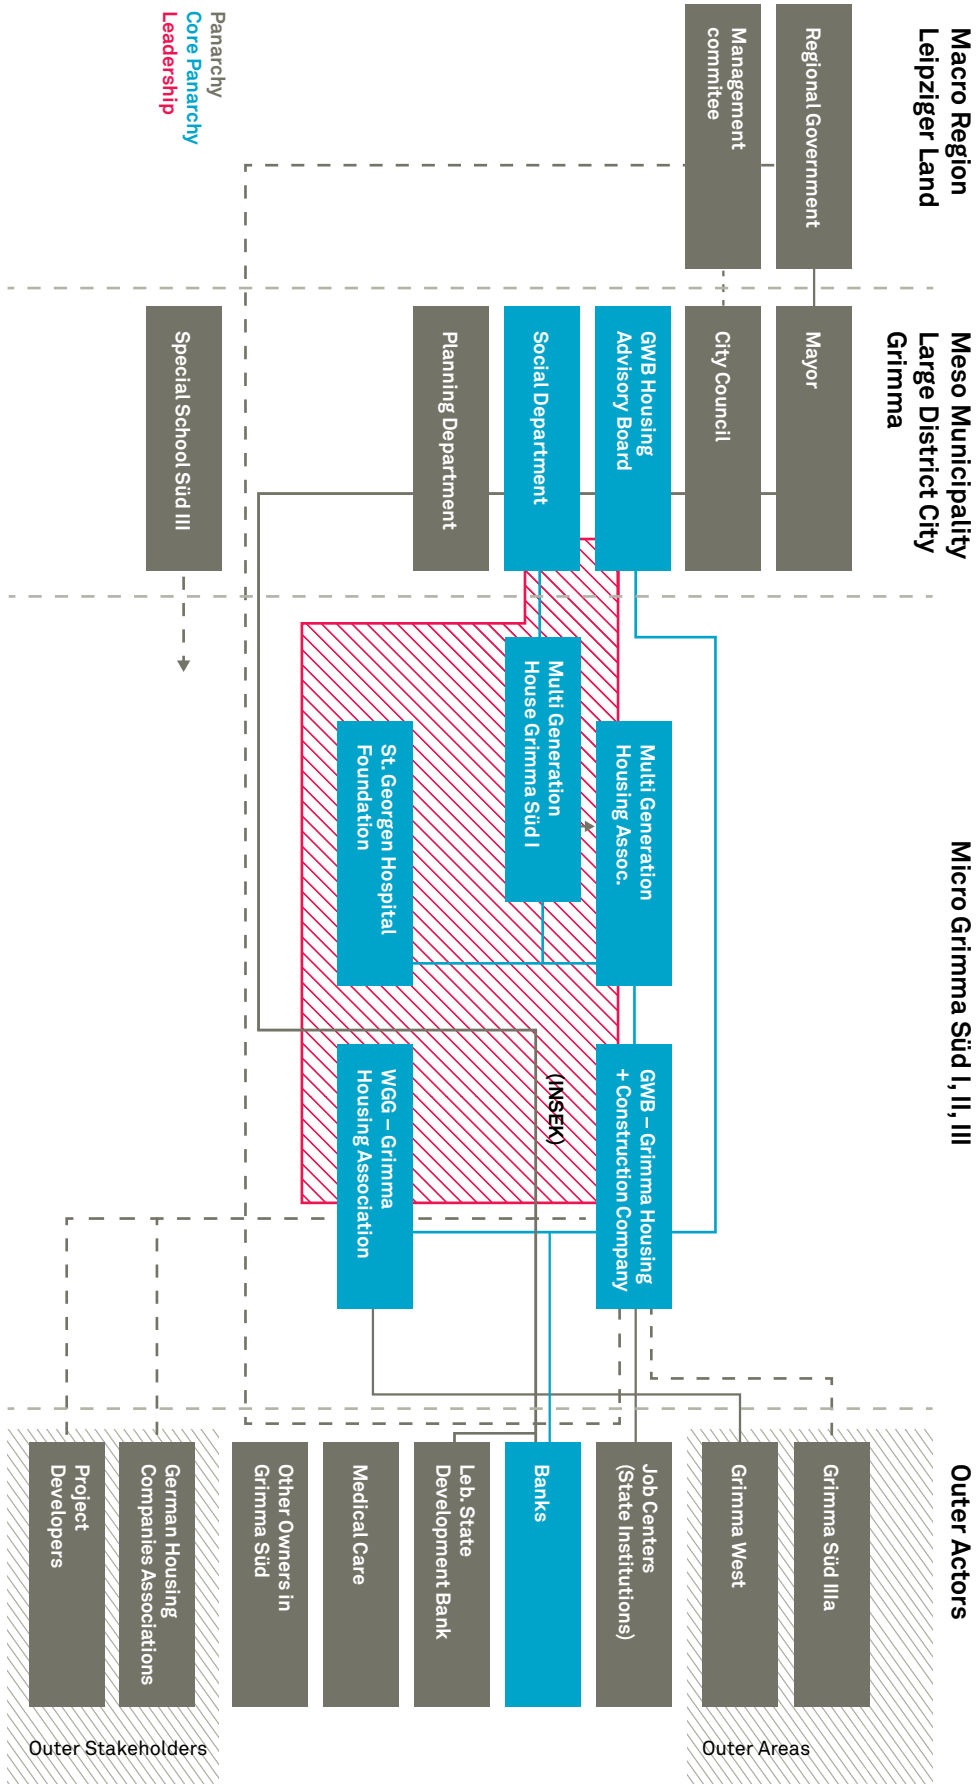 Macro Region
Leipziger Land
Regional Government
Management
commitee
Panarchy
Core Panarchy
Leadership
Meso Municipality
Large District City
Grimma
Mayor
City Council
GWB Housing
Advisory Board
Social Department
Planning Department
Special School Süd III
Micro Grimma Süd I, II, III
Multi Generation
Housing Assoc.
Multi Generation
House Grimma Süd I
St. Georgen Hospital
Foundation
GWB – Grimma Housing
+ Construction Company
(INSEK)
WGG – Grimma
Housing Association
Outer Actors
Grimma Süd IIIa
Grimma West
Outer Areas
Job Centers
(State Institutions)
Banks
Leb. State
Development Bank
Medical Care
Other Owners in
Grimma Süd
German Housing
Companies Associations
Project
Developers
Outer Stakeholders